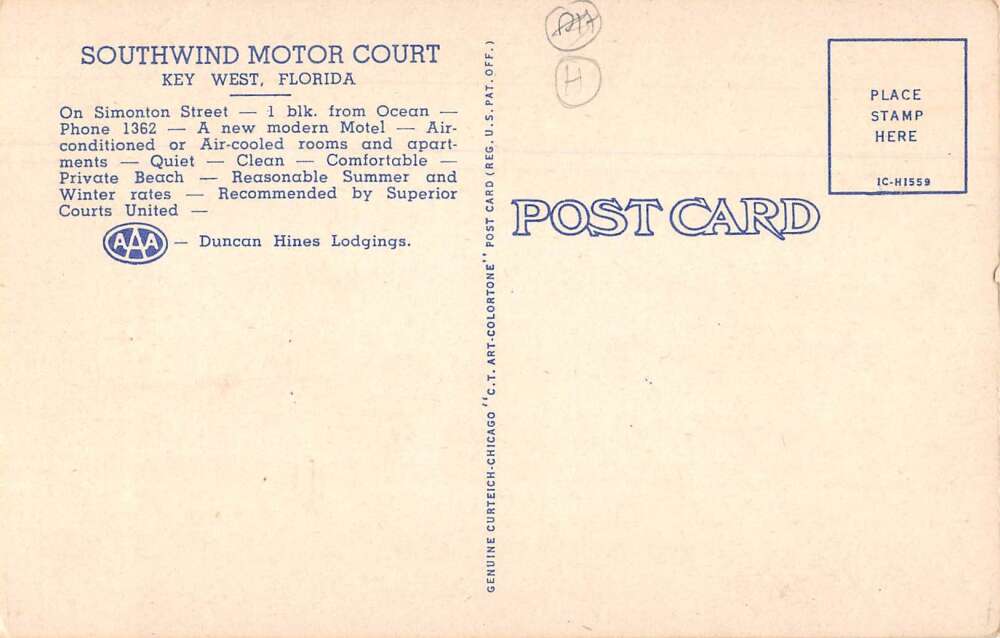 SOUTHWIND MOTOR COURT
KEY WEST, FLORIDA
On Simonton Street — 1 blk. from Ocean —
Phone 1362 — A new modern Motel — Air-
conditioned or Air-cooled rooms and apart-
ments — Quiet — Clean — Comfortable —
Private Beach — Reasonable Summer and
Winter rates — Recommended by Superior
Courts United —
AAA — Duncan Hines Lodgings.
GENUINE CURTEICH-CHICAGO "C.T. ART-COLORTONE" POST CARD (REG. U.S. PAT. OFF.)
H
POST CARD
PLACE
STAMP
HERE
1C-H1559